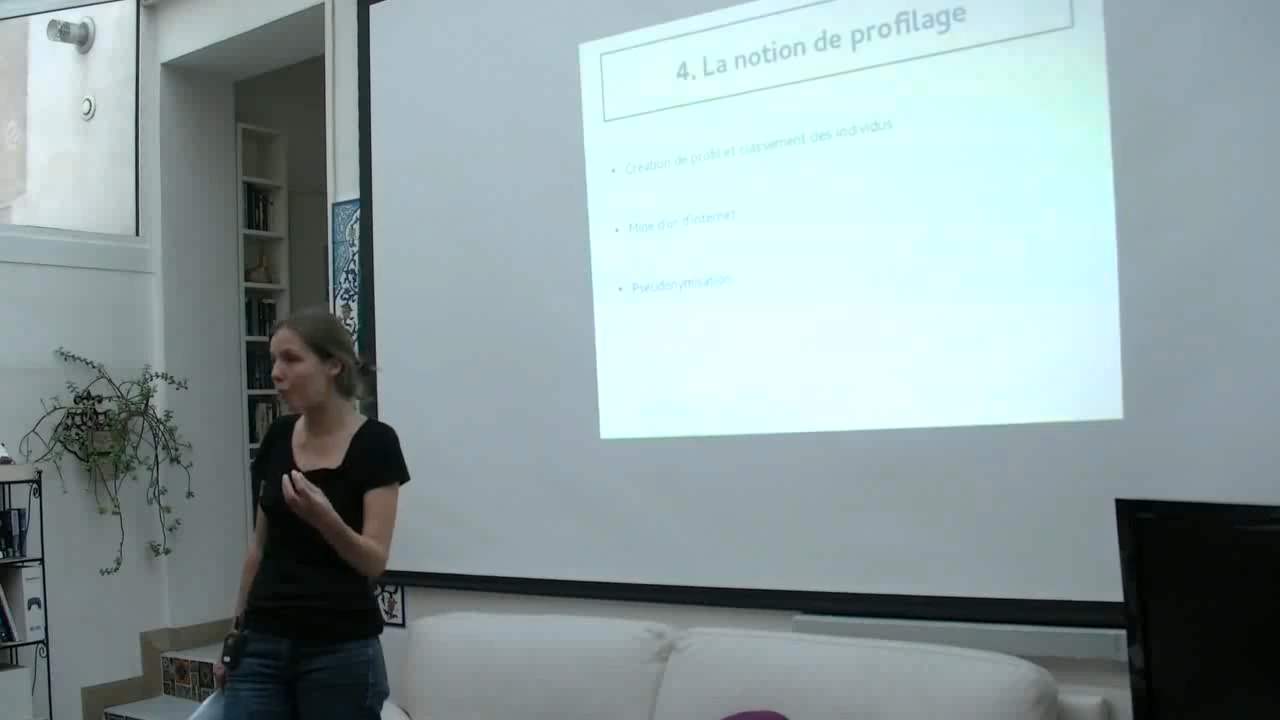 4. La notion de profilage
• Création de profil et classement des individus
• Mine d'or d'internet
• Pseudonymisation